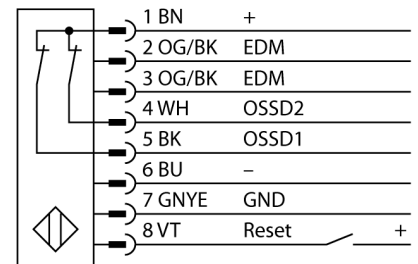 1 BN +
2 OG/BK EDM
3 OG/BK EDM
4 WH OSSD2
5 BK OSSD1
6 BU –
7 GNYE GND
8 VT Reset +